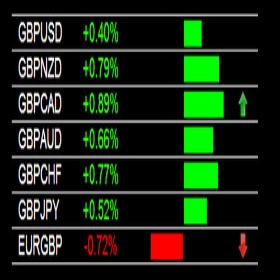 GBPUSD +0.40%
GBPNZD +0.79%
GBPCAD +0.89%
GBPAUD +0.66%
GBPCHF +0.77%
GBPJPY +0.52%
EURGBP -0.72%